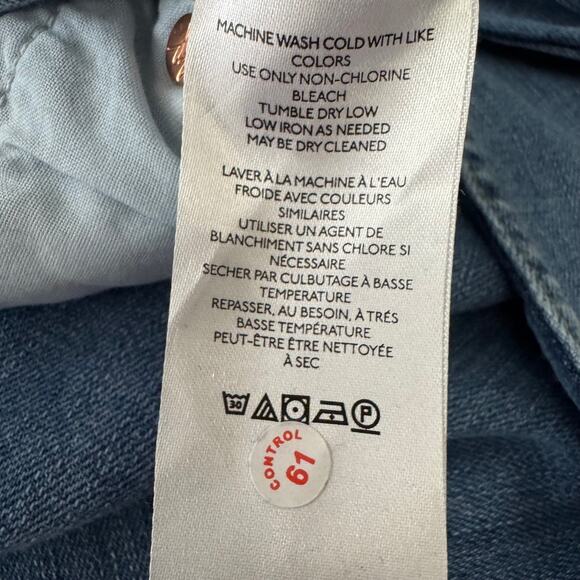 MACHINE WASH COLD WITH LIKE
COLORS
USE ONLY NON-CHLORINE
BLEACH
TUMBLE DRY LOW
LOW IRON AS NEEDED
MAY BE DRY CLEANED
LAVER À LA MACHINE À L'EAU
FROIDE AVEC COULEURS
SIMILAIRES
UTILISER UN AGENT DE
BLANCHIMENT SANS CHLORE SI
NÉCESSAIRE
SECHER PAR CULBUTAGE À BASSE
TEMPERATURE
REPASSER, AU BESOIN, À TRÉS
BASSE TEMPÉRATURE
PEUT-ÊTRE ÊTRE NETTOYÉE
À SEC
30 P
CONTROL
61